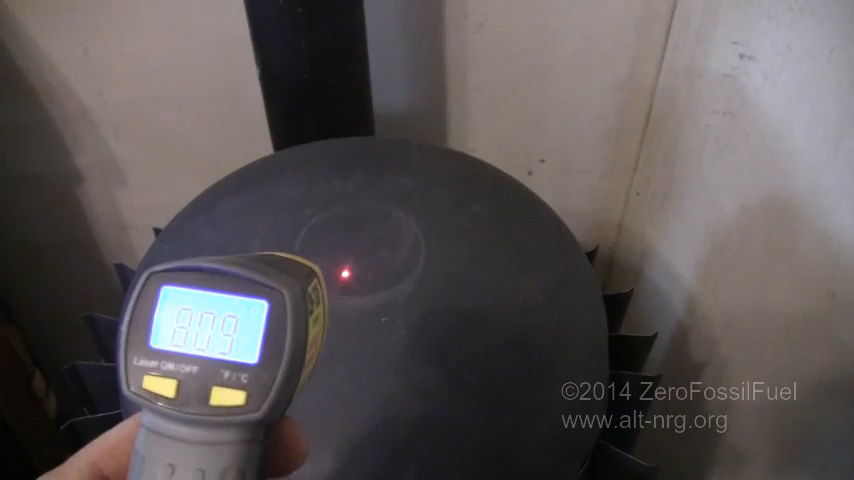 809
Laser ON/OFF
°F/°C
©2014 ZeroFossilFuel
www.alt-nrg.org